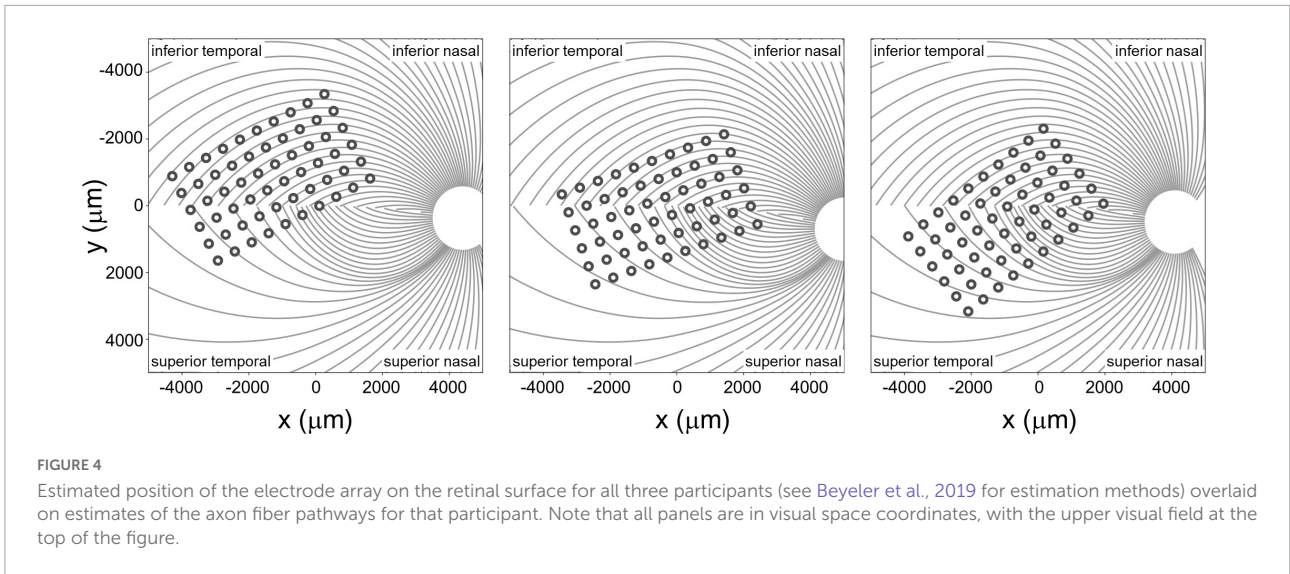 inferior temporal inferior nasal inferior temporal inferior nasal inferior temporal inferior nasal
-4000
-2000
0
2000
4000
y (μm)
superior temporal superior nasal superior temporal superior nasal superior temporal superior nasal
-4000 -2000 0 2000 4000 -4000 -2000 0 2000 4000 -4000 -2000 0 2000 4000
x (μm) x (μm) x (μm)
FIGURE 4
Estimated position of the electrode array on the retinal surface for all three participants (see Beyeler et al., 2019 for estimation methods) overlaid
on estimates of the axon fiber pathways for that participant. Note that all panels are in visual space coordinates, with the upper visual field at the
top of the figure.